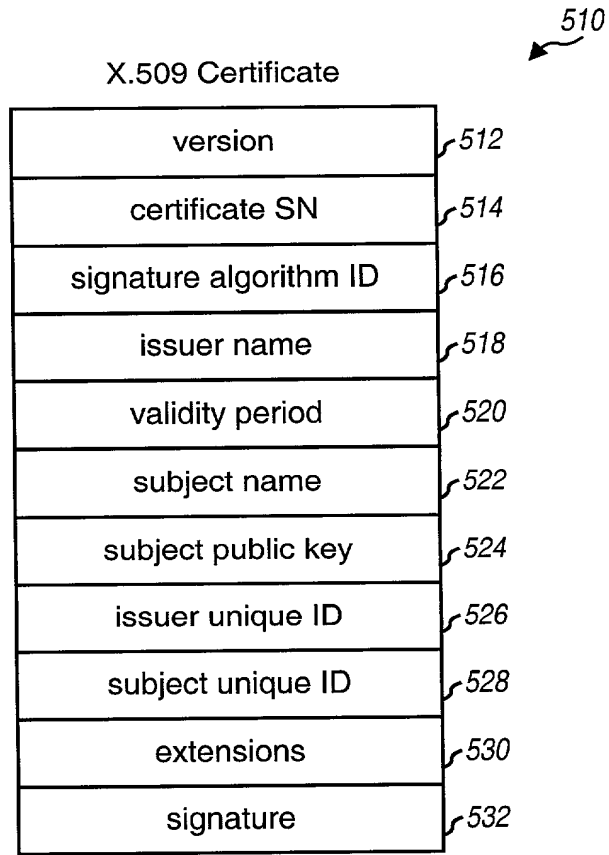 510
X.509 Certificate
version 512
certificate SN 514
signature algorithm ID 516
issuer name 518
validity period 520
subject name 522
subject public key 524
issuer unique ID 526
subject unique ID 528
extensions 530
signature 532